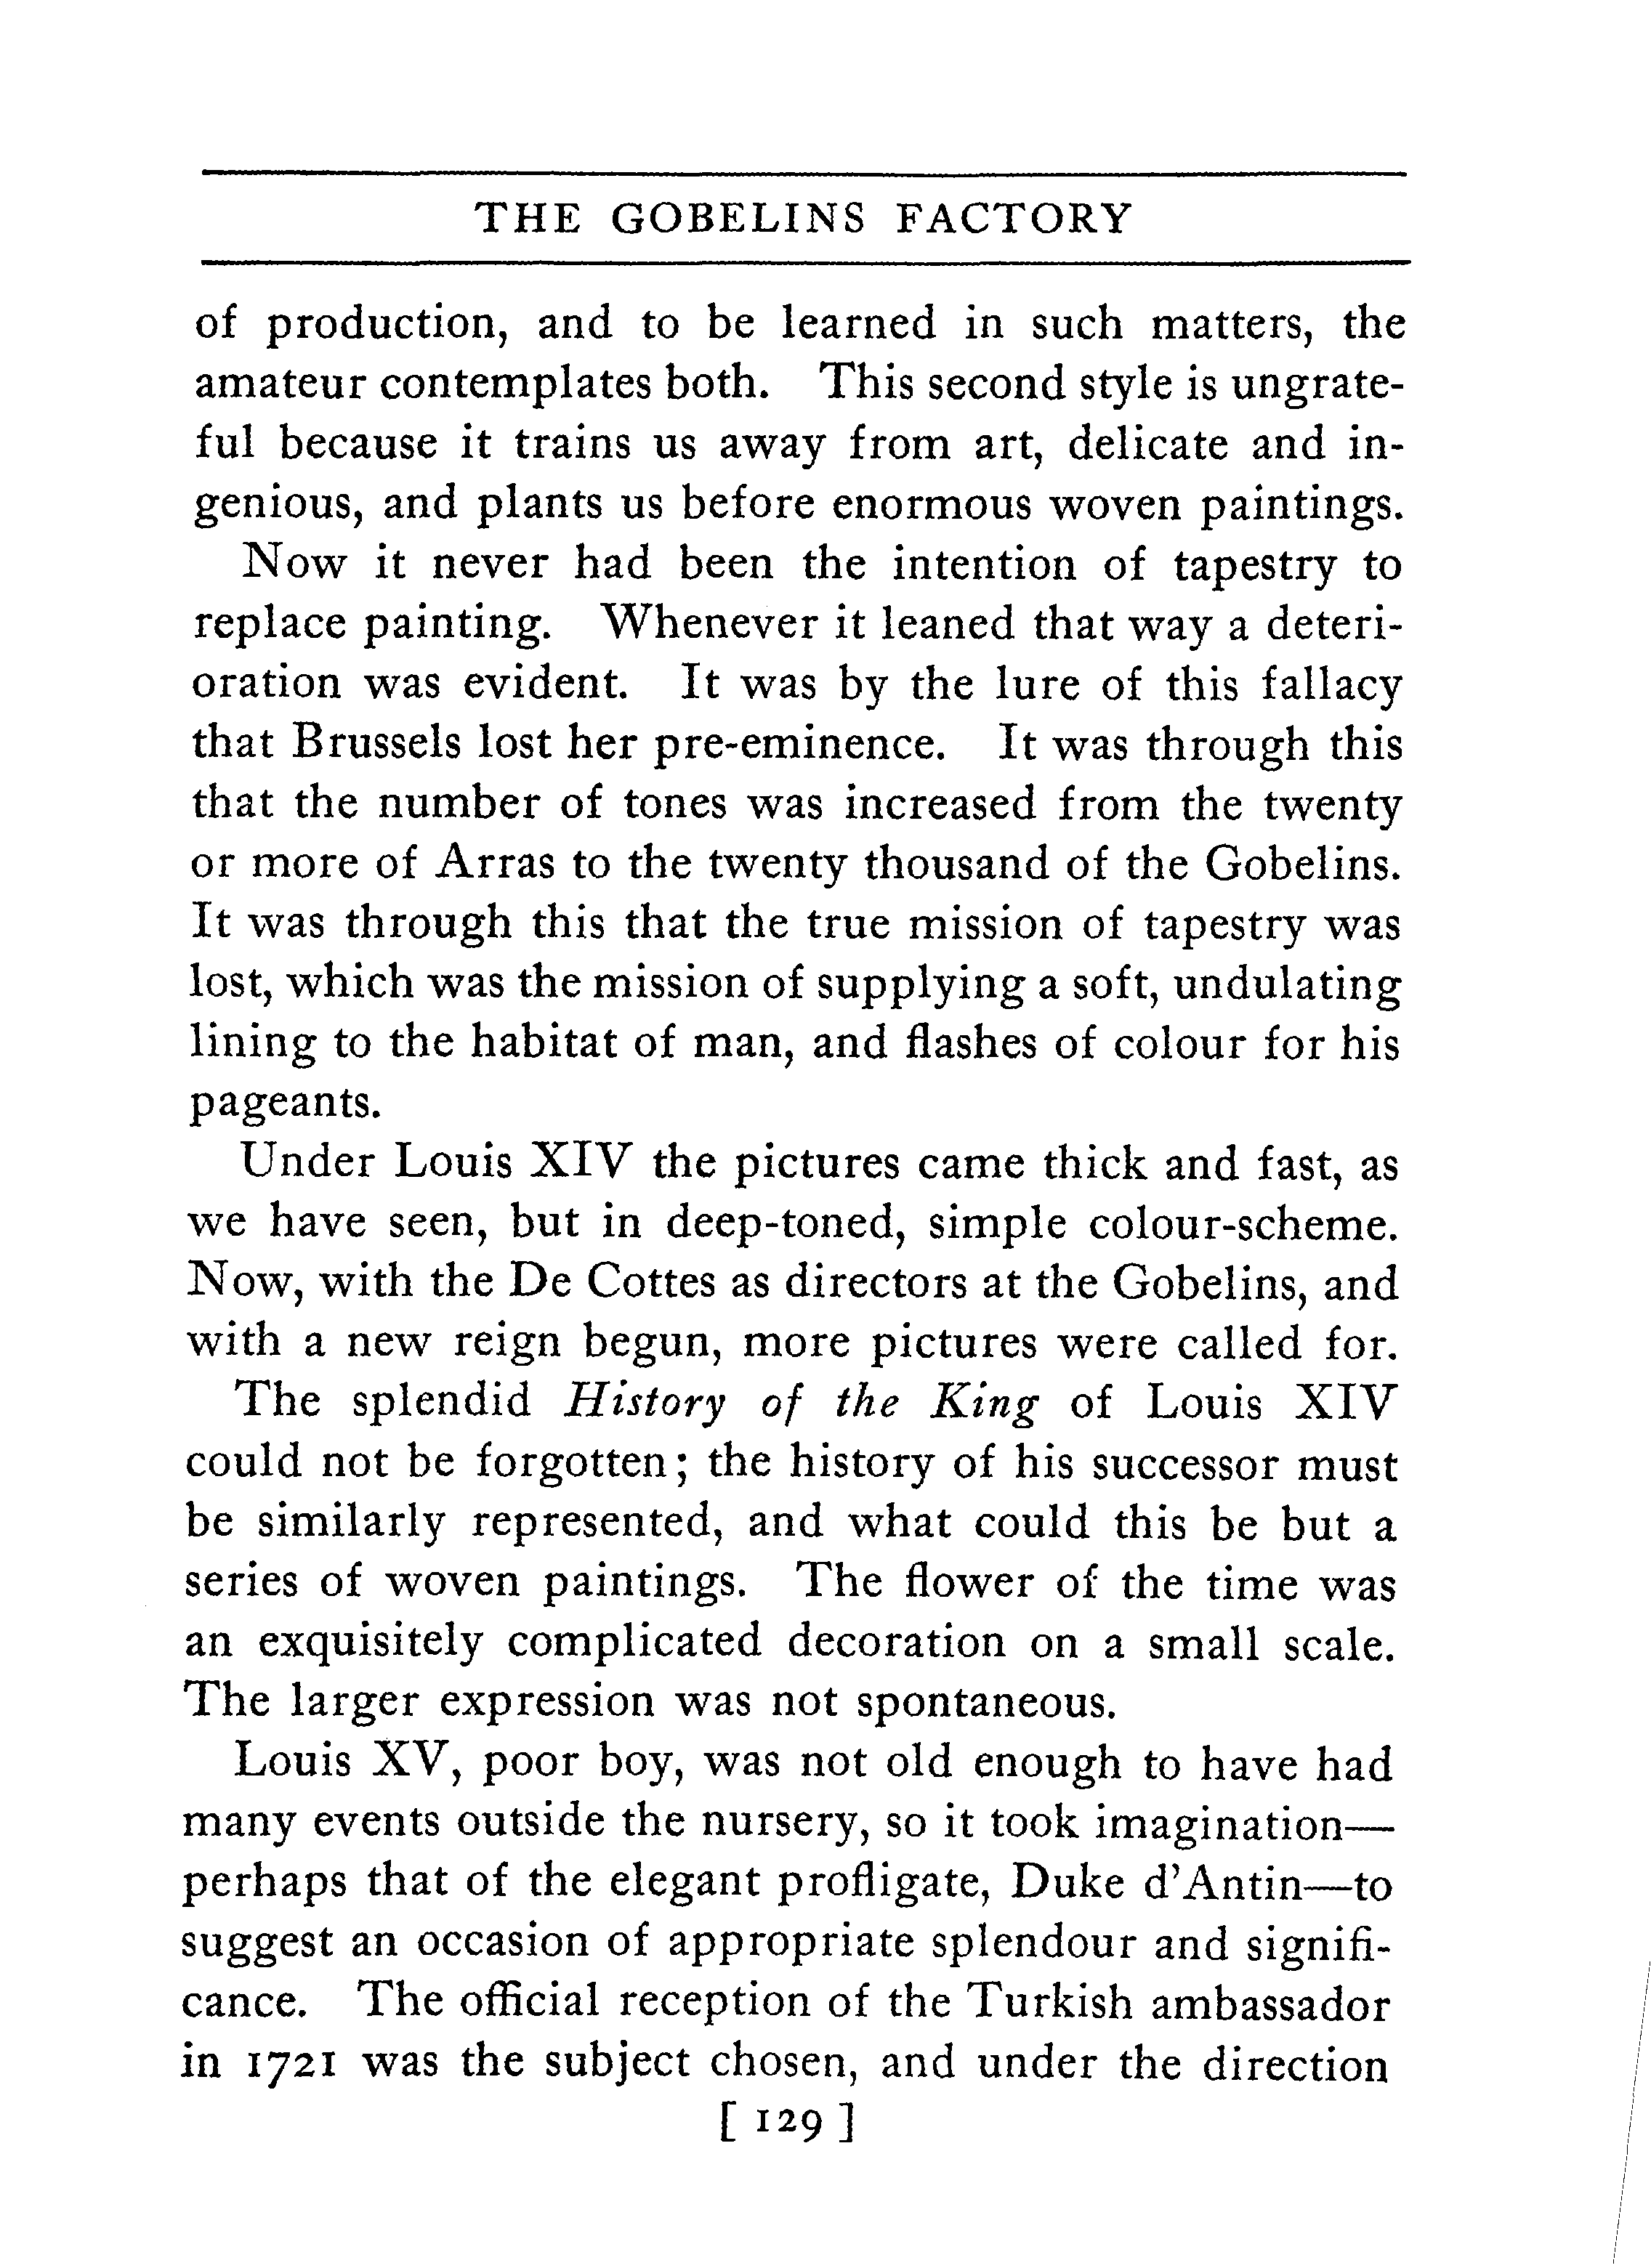 THE GOBELINS FACTORY
of production, and to be learned in such matters, the
amateur contemplates both. This second style is ungrate-
ful because it trains us away from art, delicate and in-
genious, and plants us before enormous woven paintings.
Now it never had been the intention of tapestry to
replace painting. Whenever it leaned that way a deteri-
oration was evident. It was by the lure of this fallacy
that Brussels lost her pre-eminence. It was through this
that the number of tones was increased from the twenty
or more of Arras to the twenty thousand of the Gobelins.
It was through this that the true mission of tapestry was
lost, which was the mission of supplying a soft, undulating
lining to the habitat of man, and flashes of colour for his
pageants.
Under Louis XIV the pictures came thick and fast, as
we have seen, but in deep-toned, simple colour-scheme.
Now, with the De Cottes as directors at the Gobelins, and
with a new reign begun, more pictures were called for.
The splendid History of the King of Louis XIV
could not be forgotten; the history of his successor must
be similarly represented, and what could this be but a
series of woven paintings. The flower of the time was
an exquisitely complicated decoration on a small scale.
The larger expression was not spontaneous.
Louis XV, poor boy, was not old enough to have had
many events outside the nursery, so it took imagination—
perhaps that of the elegant profligate, Duke d'Antin—to
suggest an occasion of appropriate splendour and signifi-
cance. The official reception of the Turkish ambassador
in 1721 was the subject chosen, and under the direction
[ 129 ]